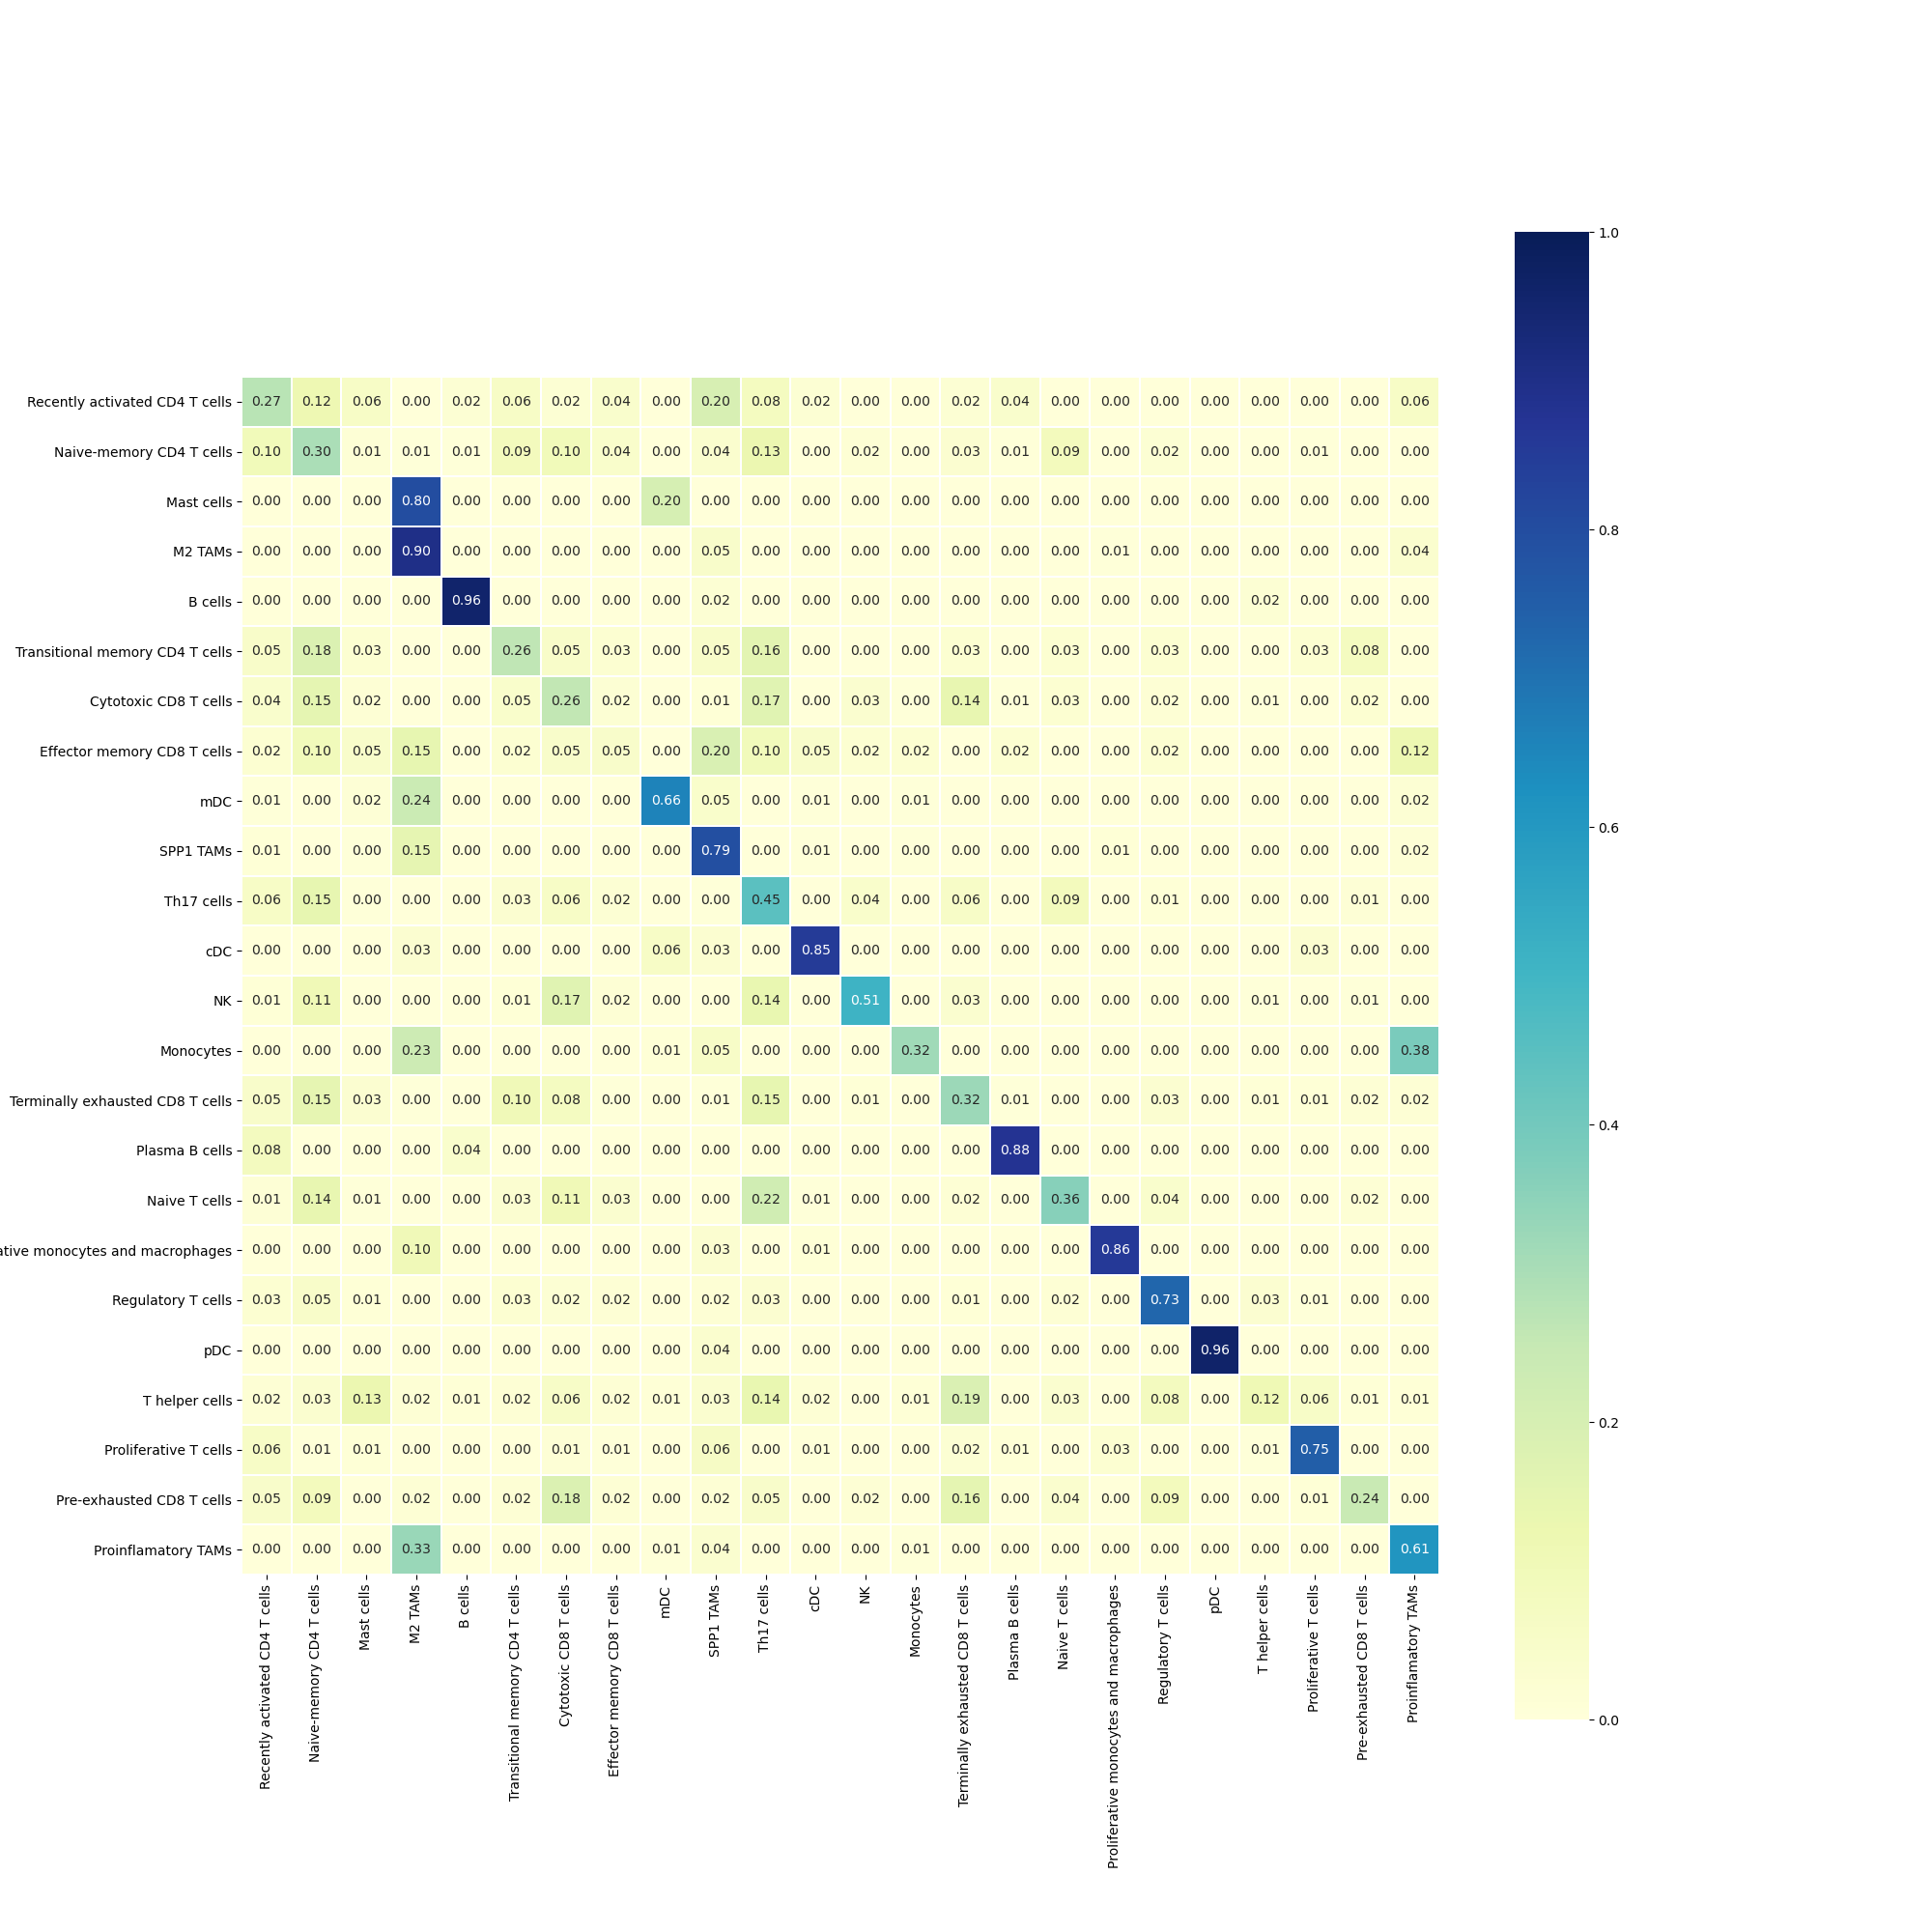 1.0
0.8
0.6
0.4
0.2
0.0
Recently activated CD4 T cells 0.27 0.12 0.06 0.00 0.02 0.06 0.02 0.04 0.00 0.20 0.08 0.02 0.00 0.00 0.02 0.04 0.00 0.00 0.00 0.00 0.00 0.00 0.00 0.06
Naive-memory CD4 T cells 0.10 0.30 0.01 0.01 0.01 0.09 0.10 0.04 0.00 0.04 0.13 0.00 0.02 0.00 0.03 0.01 0.09 0.00 0.02 0.00 0.00 0.01 0.00 0.00
Mast cells 0.00 0.00 0.00 0.80 0.00 0.00 0.00 0.00 0.20 0.00 0.00 0.00 0.00 0.00 0.00 0.00 0.00 0.00 0.00 0.00 0.00 0.00 0.00 0.00
M2 TAMs 0.00 0.00 0.00 0.90 0.00 0.00 0.00 0.00 0.00 0.05 0.00 0.00 0.00 0.00 0.00 0.00 0.00 0.01 0.00 0.00 0.00 0.00 0.00 0.04
B cells 0.00 0.00 0.00 0.00 0.96 0.00 0.00 0.00 0.00 0.02 0.00 0.00 0.00 0.00 0.00 0.00 0.00 0.00 0.00 0.00 0.02 0.00 0.00 0.00
Transitional memory CD4 T cells 0.05 0.18 0.03 0.00 0.00 0.26 0.05 0.03 0.00 0.05 0.16 0.00 0.00 0.00 0.03 0.00 0.03 0.00 0.03 0.00 0.00 0.03 0.08 0.00
Cytotoxic CD8 T cells 0.04 0.15 0.02 0.00 0.00 0.05 0.26 0.02 0.00 0.01 0.17 0.00 0.03 0.00 0.14 0.01 0.03 0.00 0.02 0.00 0.01 0.00 0.02 0.00
Effector memory CD8 T cells 0.02 0.10 0.05 0.15 0.00 0.02 0.05 0.05 0.00 0.20 0.10 0.05 0.02 0.02 0.00 0.02 0.00 0.00 0.02 0.00 0.00 0.00 0.00 0.12
mDC 0.01 0.00 0.02 0.24 0.00 0.00 0.00 0.00 0.66 0.05 0.00 0.01 0.00 0.01 0.00 0.00 0.00 0.00 0.00 0.00 0.00 0.00 0.00 0.02
SPP1 TAMs 0.01 0.00 0.00 0.15 0.00 0.00 0.00 0.00 0.00 0.79 0.00 0.01 0.00 0.00 0.00 0.00 0.00 0.01 0.00 0.00 0.00 0.00 0.00 0.02
Th17 cells 0.06 0.15 0.00 0.00 0.00 0.03 0.06 0.02 0.00 0.00 0.45 0.00 0.04 0.00 0.06 0.00 0.09 0.00 0.01 0.00 0.00 0.00 0.01 0.00
cDC 0.00 0.00 0.00 0.03 0.00 0.00 0.00 0.00 0.06 0.03 0.00 0.85 0.00 0.00 0.00 0.00 0.00 0.00 0.00 0.00 0.00 0.03 0.00 0.00
NK 0.01 0.11 0.00 0.00 0.00 0.01 0.17 0.02 0.00 0.00 0.14 0.00 0.51 0.00 0.03 0.00 0.00 0.00 0.00 0.00 0.01 0.00 0.01 0.00
Monocytes 0.00 0.00 0.00 0.23 0.00 0.00 0.00 0.00 0.01 0.05 0.00 0.00 0.00 0.32 0.00 0.00 0.00 0.00 0.00 0.00 0.00 0.00 0.00 0.38
Terminally exhausted CD8 T cells 0.05 0.15 0.03 0.00 0.00 0.10 0.08 0.00 0.00 0.01 0.15 0.00 0.01 0.00 0.32 0.01 0.00 0.00 0.03 0.00 0.01 0.01 0.02 0.02
Plasma B cells 0.08 0.00 0.00 0.00 0.04 0.00 0.00 0.00 0.00 0.00 0.00 0.00 0.00 0.00 0.00 0.88 0.00 0.00 0.00 0.00 0.00 0.00 0.00 0.00
Naive T cells 0.01 0.14 0.01 0.00 0.00 0.03 0.11 0.03 0.00 0.00 0.22 0.01 0.00 0.00 0.02 0.00 0.36 0.00 0.04 0.00 0.00 0.00 0.02 0.00
ative monocytes and macrophages 0.00 0.00 0.00 0.10 0.00 0.00 0.00 0.00 0.00 0.03 0.00 0.01 0.00 0.00 0.00 0.00 0.00 0.86 0.00 0.00 0.00 0.00 0.00 0.00
Regulatory T cells 0.03 0.05 0.01 0.00 0.00 0.03 0.02 0.02 0.00 0.02 0.03 0.00 0.00 0.00 0.01 0.00 0.02 0.00 0.73 0.00 0.03 0.01 0.00 0.00
pDC 0.00 0.00 0.00 0.00 0.00 0.00 0.00 0.00 0.00 0.04 0.00 0.00 0.00 0.00 0.00 0.00 0.00 0.00 0.00 0.96 0.00 0.00 0.00 0.00
T helper cells 0.02 0.03 0.13 0.02 0.01 0.02 0.06 0.02 0.01 0.03 0.14 0.02 0.00 0.01 0.19 0.00 0.03 0.00 0.08 0.00 0.12 0.06 0.01 0.01
Proliferative T cells 0.06 0.01 0.01 0.00 0.00 0.00 0.01 0.01 0.00 0.06 0.00 0.01 0.00 0.00 0.02 0.01 0.00 0.03 0.00 0.00 0.01 0.75 0.00 0.00
Pre-exhausted CD8 T cells 0.05 0.09 0.00 0.02 0.00 0.02 0.18 0.02 0.00 0.02 0.05 0.00 0.02 0.00 0.16 0.00 0.04 0.00 0.09 0.00 0.00 0.01 0.24 0.00
Proinflamatory TAMs 0.00 0.00 0.00 0.33 0.00 0.00 0.00 0.00 0.01 0.04 0.00 0.00 0.00 0.01 0.00 0.00 0.00 0.00 0.00 0.00 0.00 0.00 0.00 0.61
Recently activated CD4 T cells
Naive-memory CD4 T cells
Mast cells
M2 TAMs
B cells
Transitional memory CD4 T cells
Cytotoxic CD8 T cells
Effector memory CD8 T cells
mDC
SPP1 TAMs
Th17 cells
cDC
NK
Monocytes
Terminally exhausted CD8 T cells
Plasma B cells
Naive T cells
Proliferative monocytes and macrophages
Regulatory T cells
pDC
T helper cells
Proliferative T cells
Pre-exhausted CD8 T cells
Proinflamatory TAMs